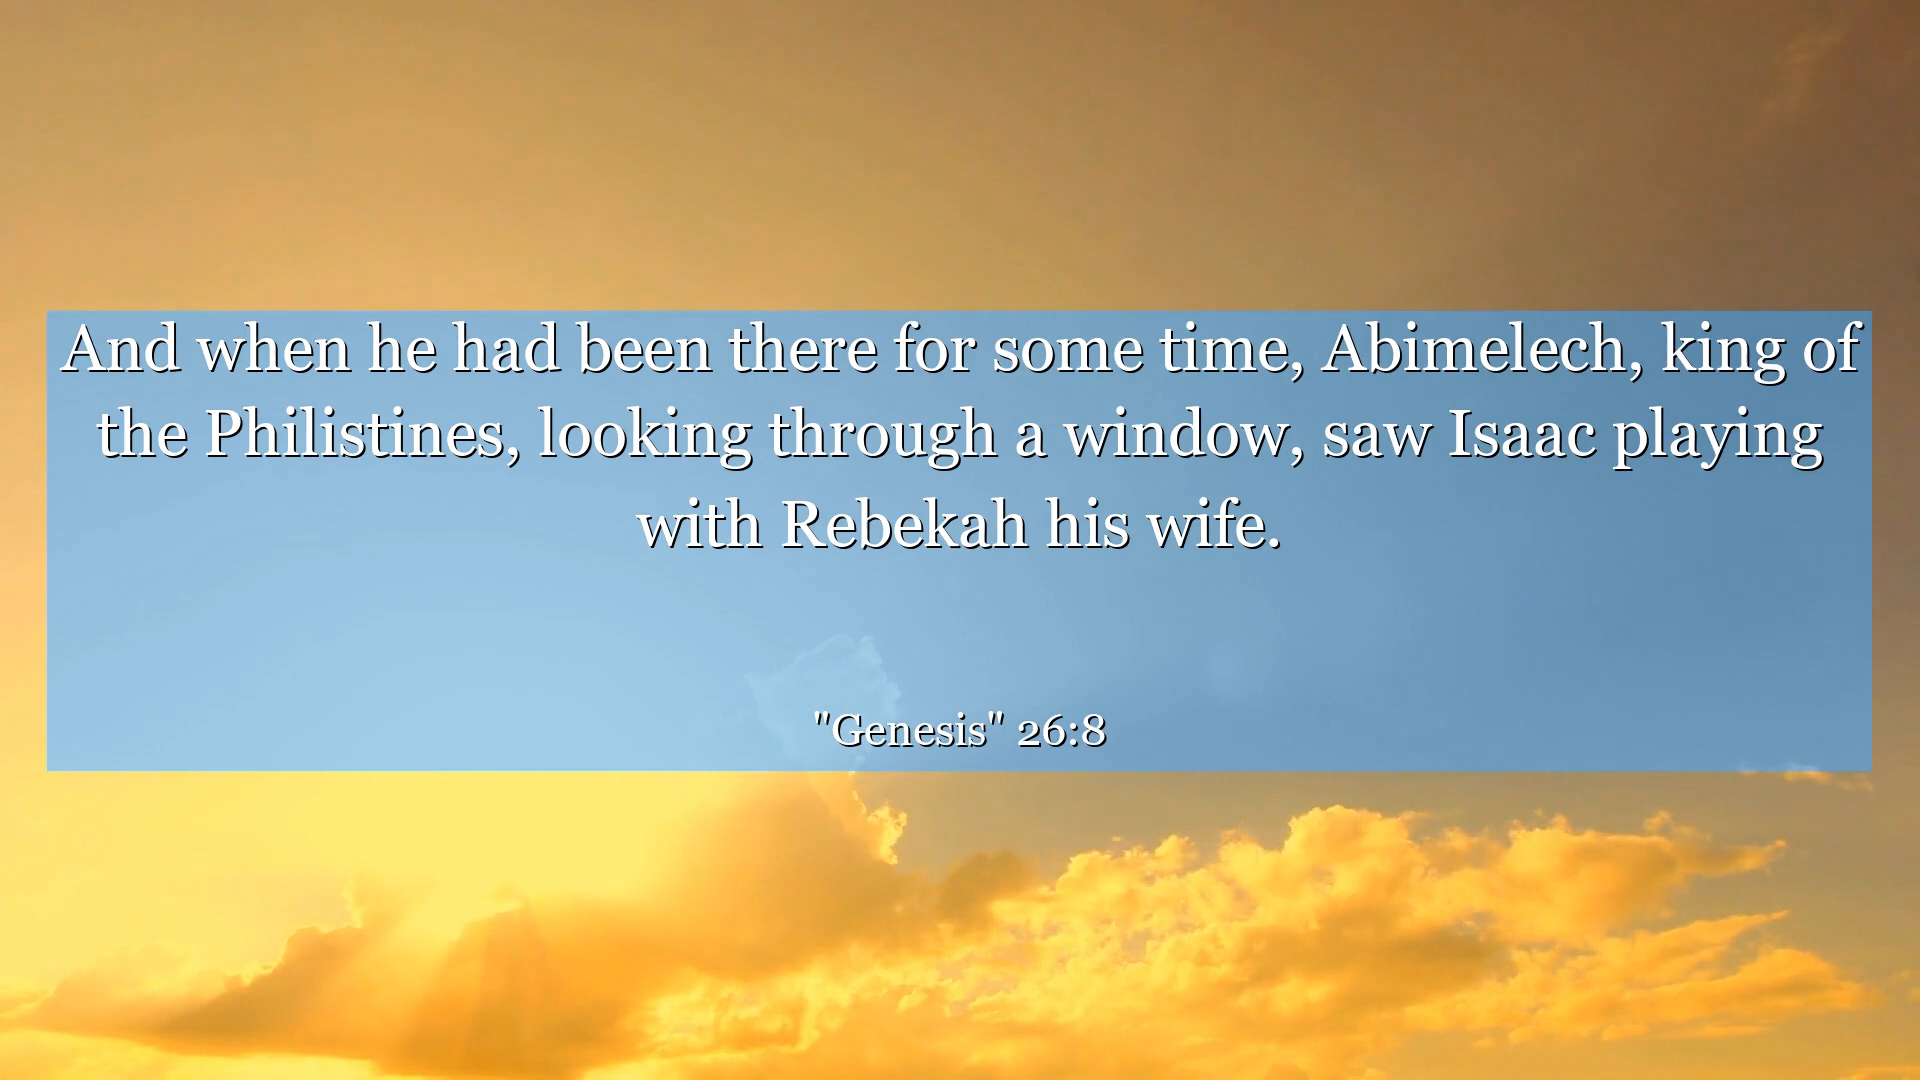 And when he had been there for some time, Abimelech, king of
the Philistines, looking through a window, saw Isaac playing
with Rebekah his wife.
"Genesis" 26:8